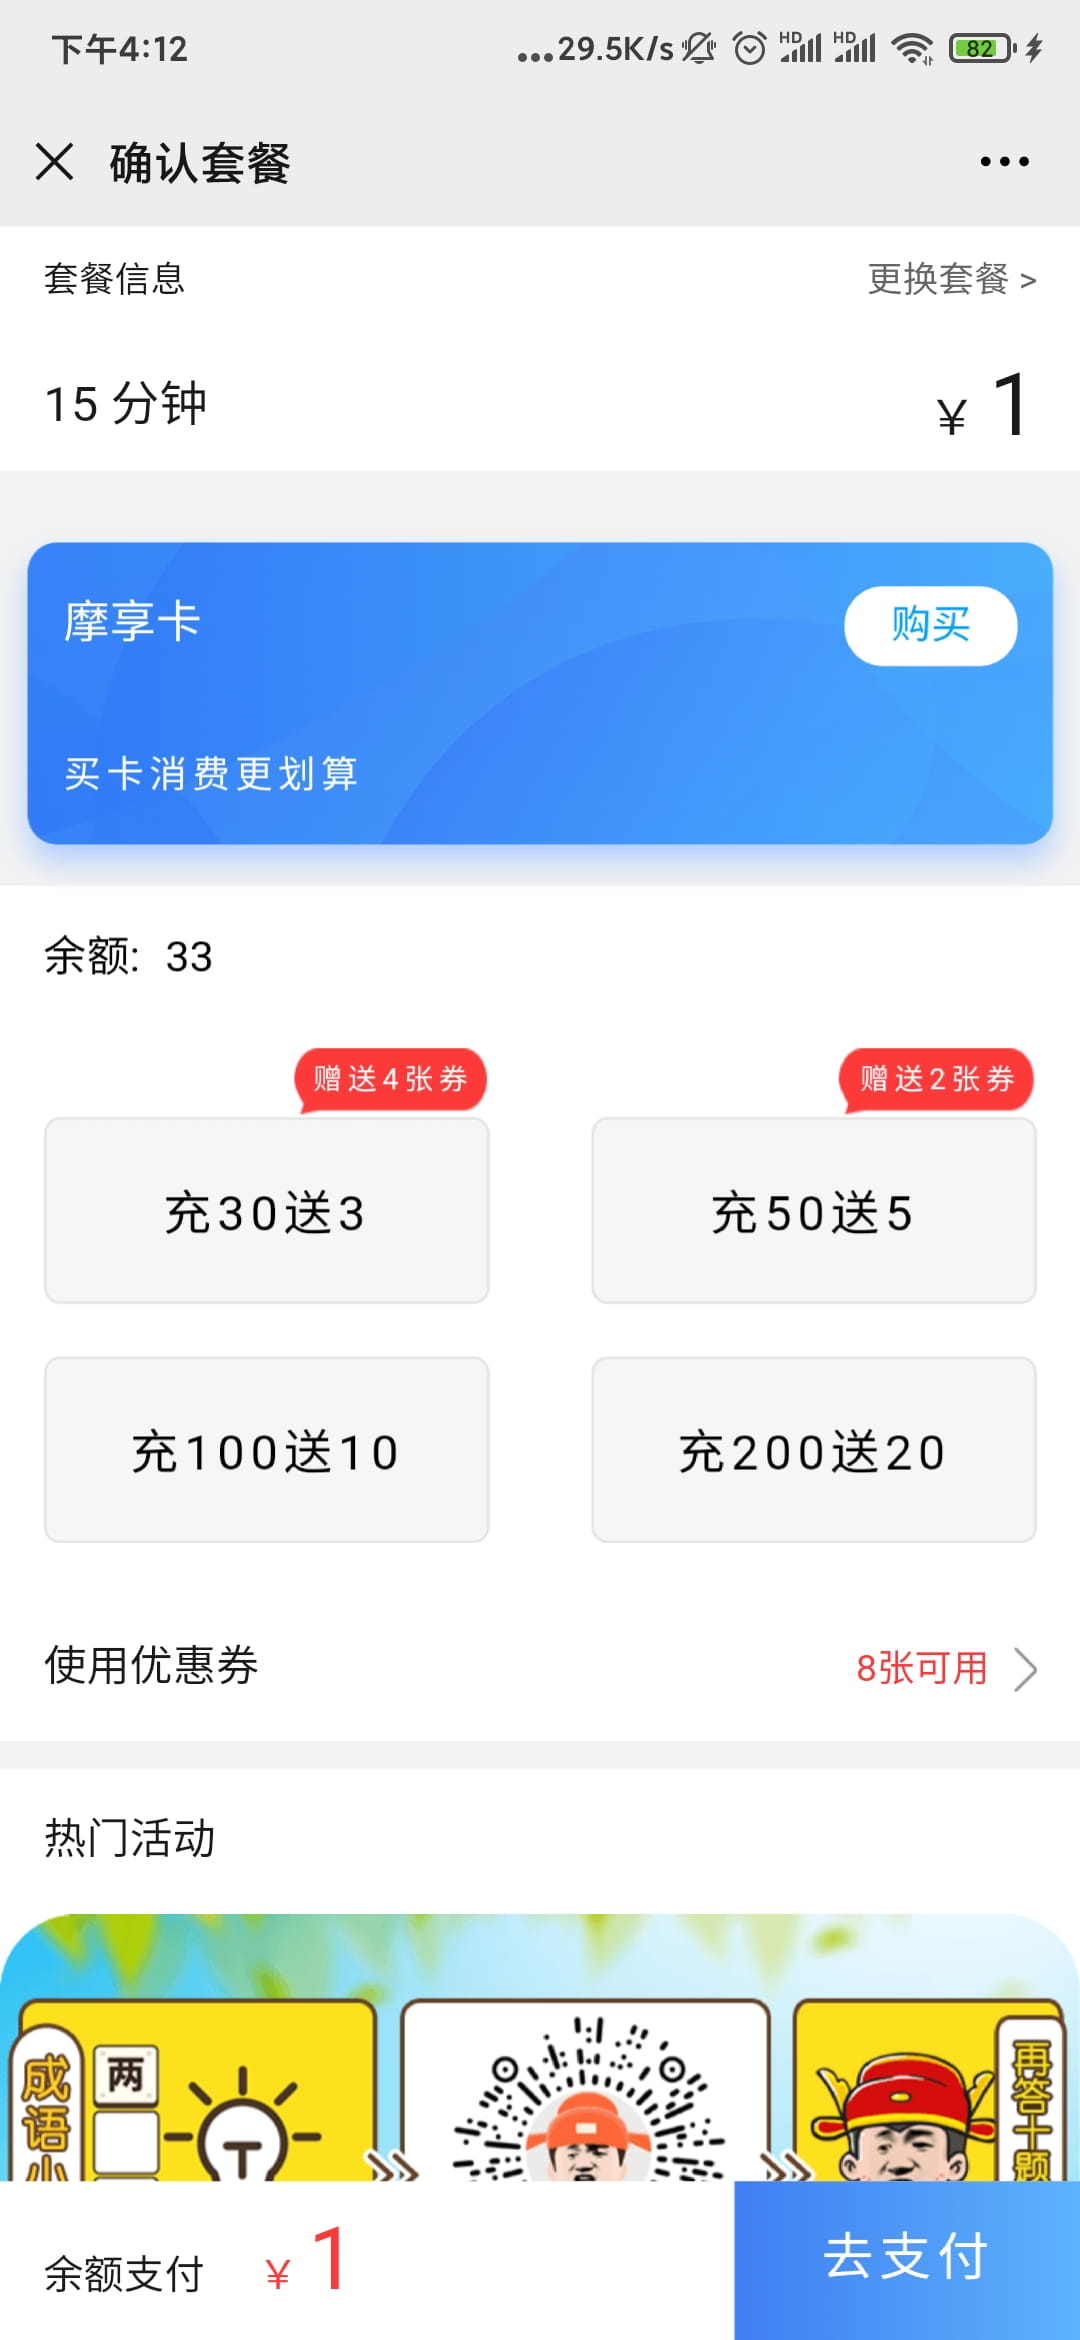 下午4:12
...29.5K/s HD HD 82
确认套餐
套餐信息
更换套餐 >
15 分钟
¥ 1
摩享卡
购买
买卡消费更划算
余额: 33
赠送4张券
赠送2张券
充30送3
充50送5
充100送10
充200送20
使用优惠券
8张可用
热门活动
成语小
两
再答十题
余额支付 ¥ 1
去支付